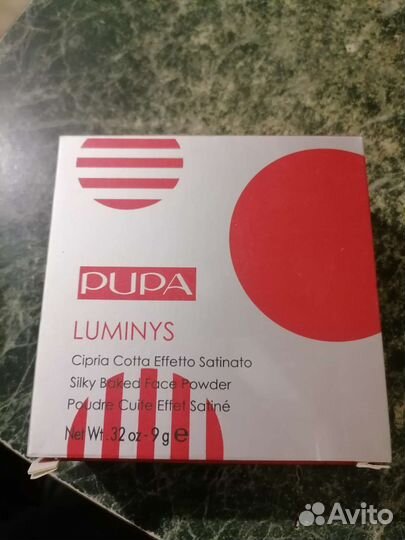 PUPA
LUMINYS
Cipria Cotta Effetto Satinato
Silky Baked Face Powder
Poudre Cuite Effet Satiné
Net Wt. .32 oz - 9 g ℮
Avito